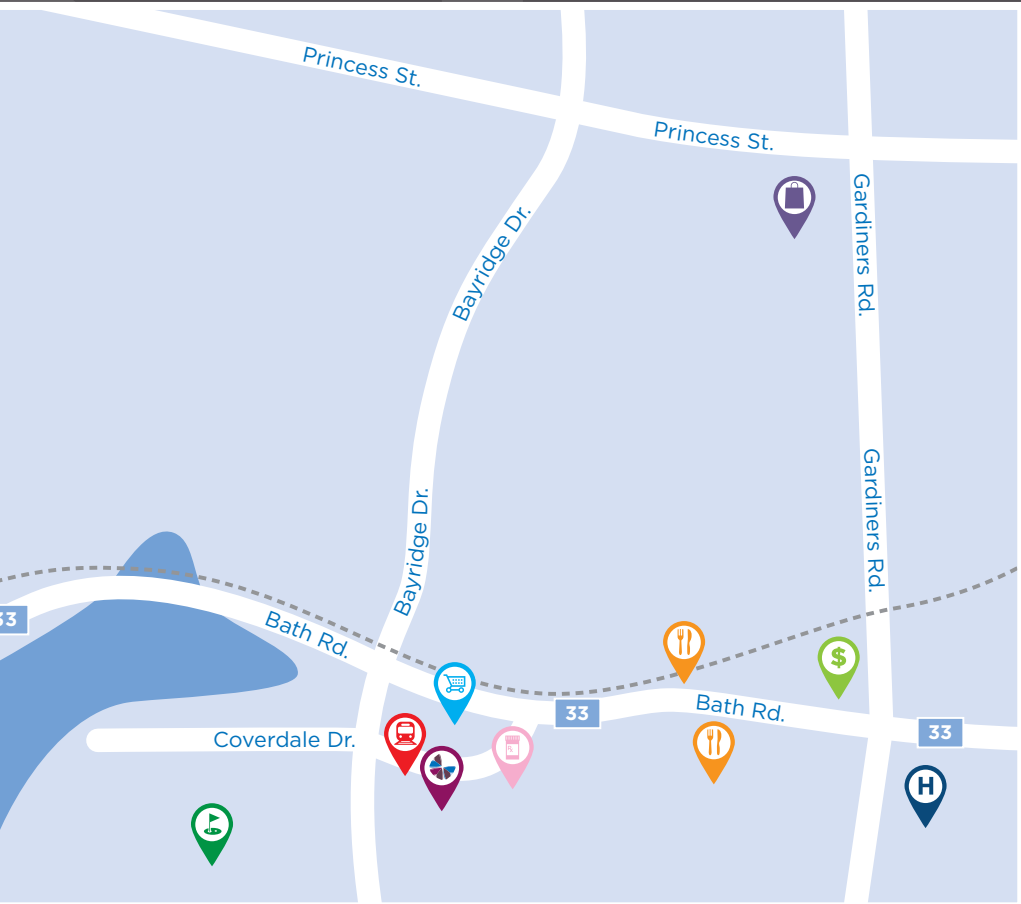 Princess St.
Princess St.
Gardiners Rd.
Bayridge Dr.
Gardiners Rd.
Bayridge Dr.
33
Bath Rd.
$
Bath Rd.
33
33
Coverdale Dr.
H